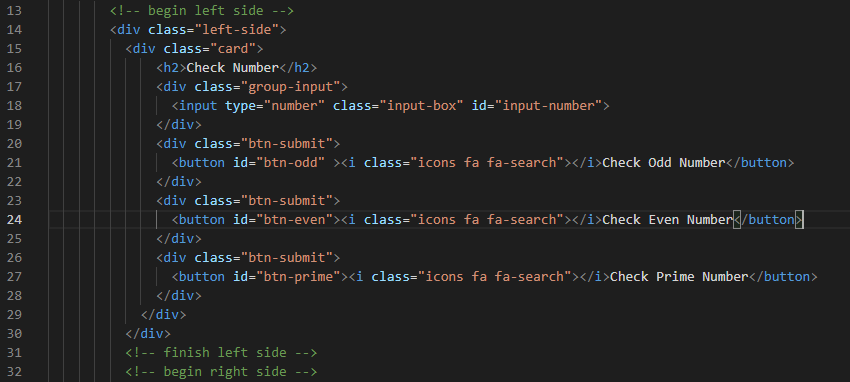 13 <!-- begin left side -->
14 <div class="left-side">
15 <div class="card">
16 <h2>Check Number</h2>
17 <div class="group-input">
18 <input type="number" class="input-box" id="input-number">
19 </div>
20 <div class="btn-submit">
21 <button id="btn-odd" ><i class="icons fa fa-search"></i>Check Odd Number</button>
22 </div>
23 <div class="btn-submit">
24 <button id="btn-even"><i class="icons fa fa-search"></i>Check Even Number</button>
25 </div>
26 <div class="btn-submit">
27 <button id="btn-prime"><i class="icons fa fa-search"></i>Check Prime Number</button>
28 </div>
29 </div>
30 </div>
31 <!-- finish left side -->
32 <!-- begin right side -->